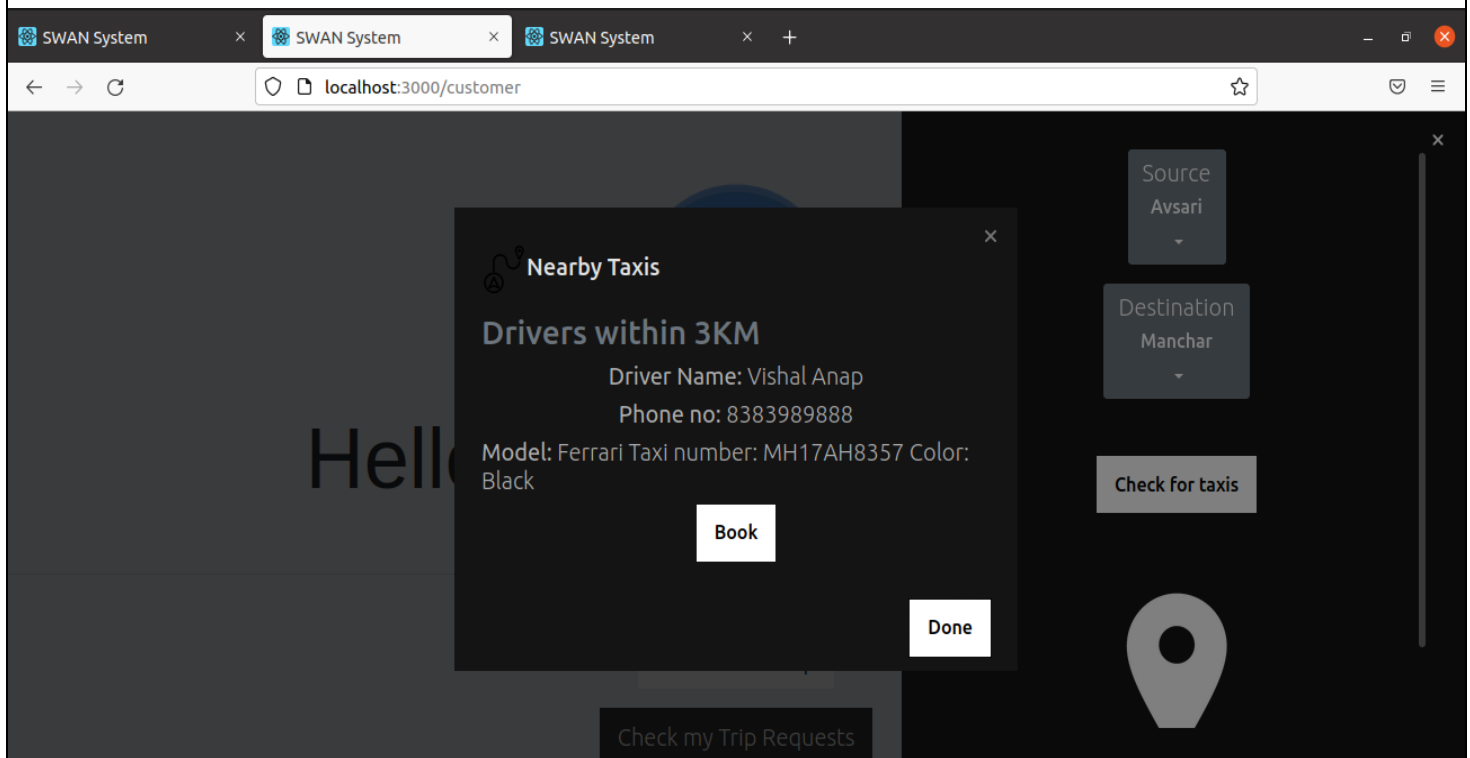 SWAN System
SWAN System
SWAN System
localhost:3000/customer
Source
Avsari
Destination
Manchar
Check for taxis
Nearby Taxis
Drivers within 3KM
Driver Name: Vishal Anap
Phone no: 8383989888
Model: Ferrari Taxi number: MH17AH8357 Color:
Black
Book
Done
Hell
Check my Trip Requests